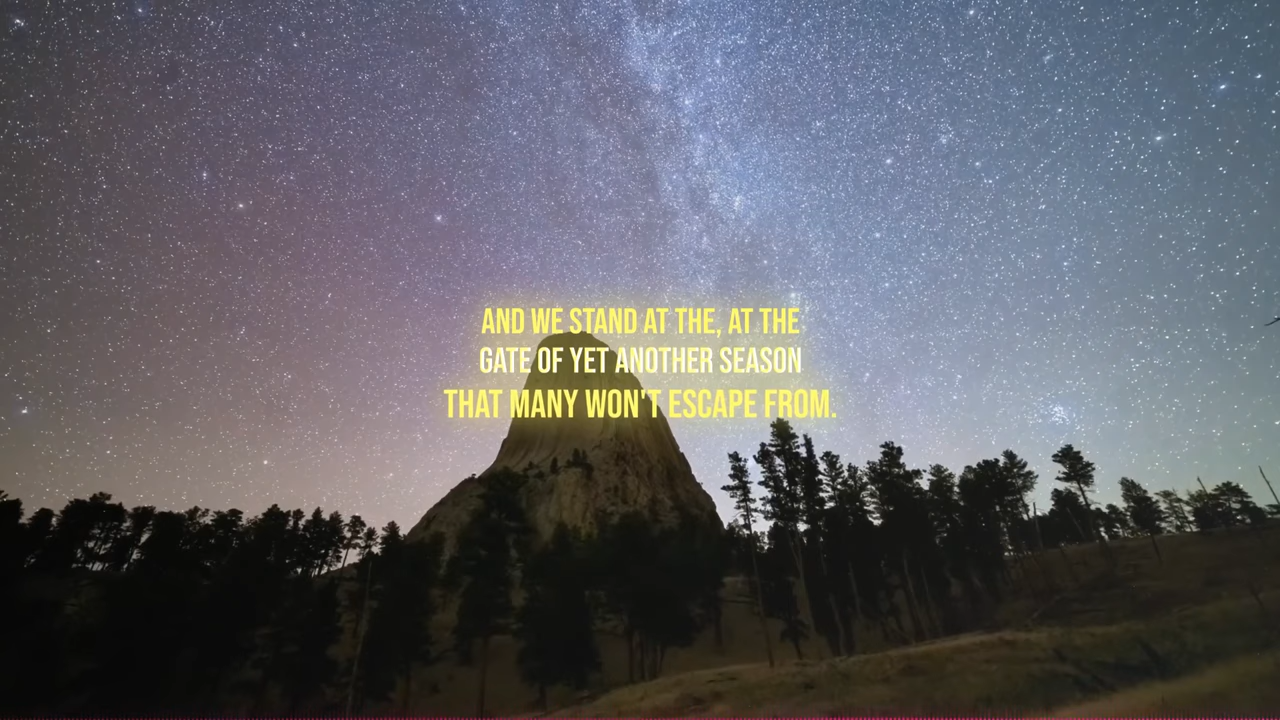 AND WE STAND AT THE, AT THE
GATE OF YET ANOTHER SEASON
THAT MANY WON'T ESCAPE FROM.